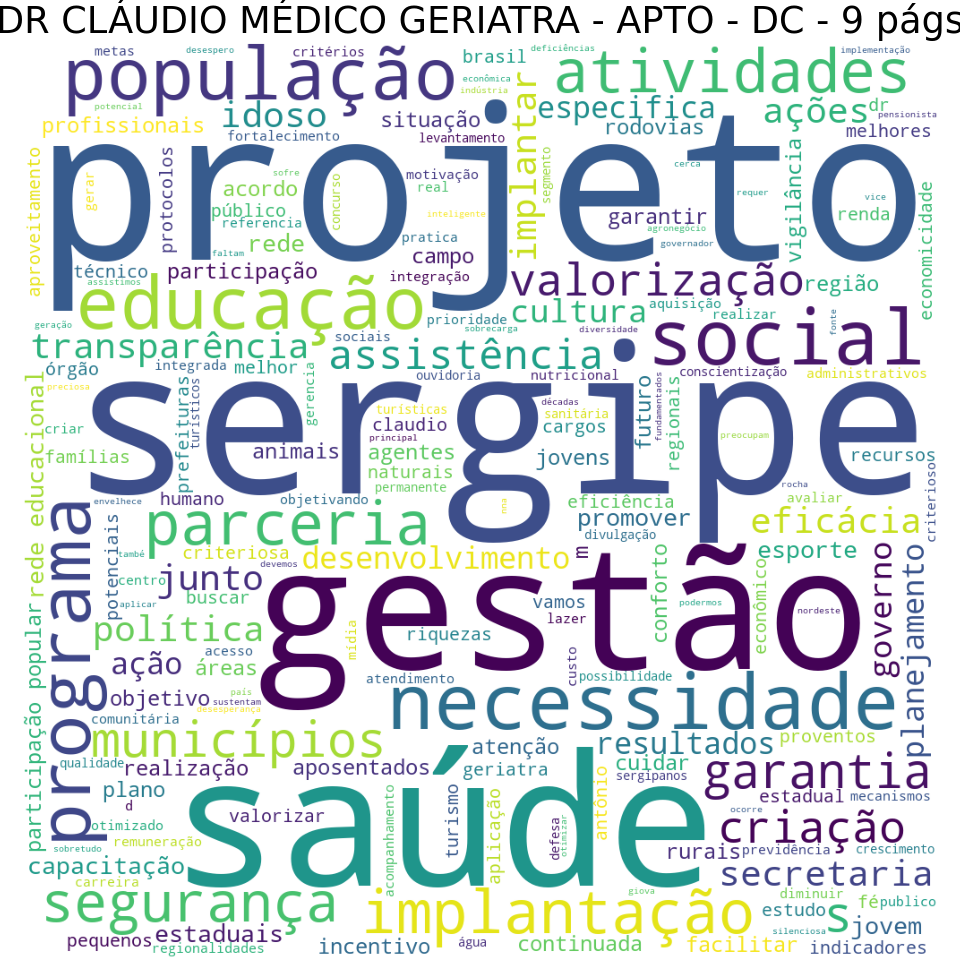 DR CLÁUDIO MÉDICO GERIATRA - APTO - DC - 9 págs
metas desespero critérios brasil deficiências implementação
população econômica atividades
potencial indústria
idoso situação implantar especifica ações dr pensionista
profissionais fortalecimento levantamento rodovias melhores
projeto
aproveitamento gerar protocolos sofre motivação segmento cerca vigilância
acordo real concurso requer vice economicidade
público inteligente garantir renda
referencia agronegócio
rede faltam pratica campo governador
técnico participação integração valorização região
assistimos
educação cultura aquisição
prioridade realizar
geração sociais sobrecarga diversidade fonte social
transparência assistência
órgão integrada melhor ouvidoria nutricional conscientização administrativos
preciosa prefeituras turísticos gerencia décadas futuro fundamentados regionais
sergipe
criar turísticas sanitária
claudio cargos preocupam
principal
educacional animais agentes jovens recursos
famílias naturais
permanente rocha
envelhece humano objetivando nna eficiência avaliar criterioso
programa parceria promover eficácia
potenciais divulgação
també criteriosa desenvolvimento m esporte
devemos
centro junto conforto econômico governo planejamento
aplicar buscar vamos podermos nordeste
gestão
rede lazer
política mídia riquezas
ação áreas acesso custo
atendimento possibilidade
país
objetivo sustentam necessidade
desesperança
comunitária
participação popular municípios atenção resultados proventos
qualidade realização aposentados geriatra cuidar
sergipanos garantia
plano antônio estadual mecanismos
d saúde ocorre
valorizar turismo defesa otimizar criação
otimizado acompanhamento aplicação
remuneração
sobretudo rurais previdência crescimento
capacitação secretaria
carreira
segurança implantação giova diminuir
estudo s fé publico
pequenos estaduais silenciosa jovem
regionalidades incentivo água continuada facilitar indicadores